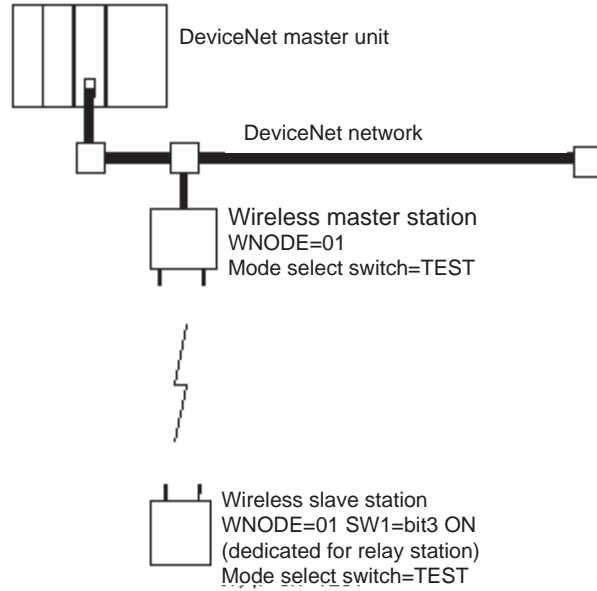 DeviceNet master unit
DeviceNet network
Wireless master station
WNODE=01
Mode select switch=TEST
Wireless slave station
WNODE=01 SW1=bit3 ON
(dedicated for relay station)
Mode select switch=TEST